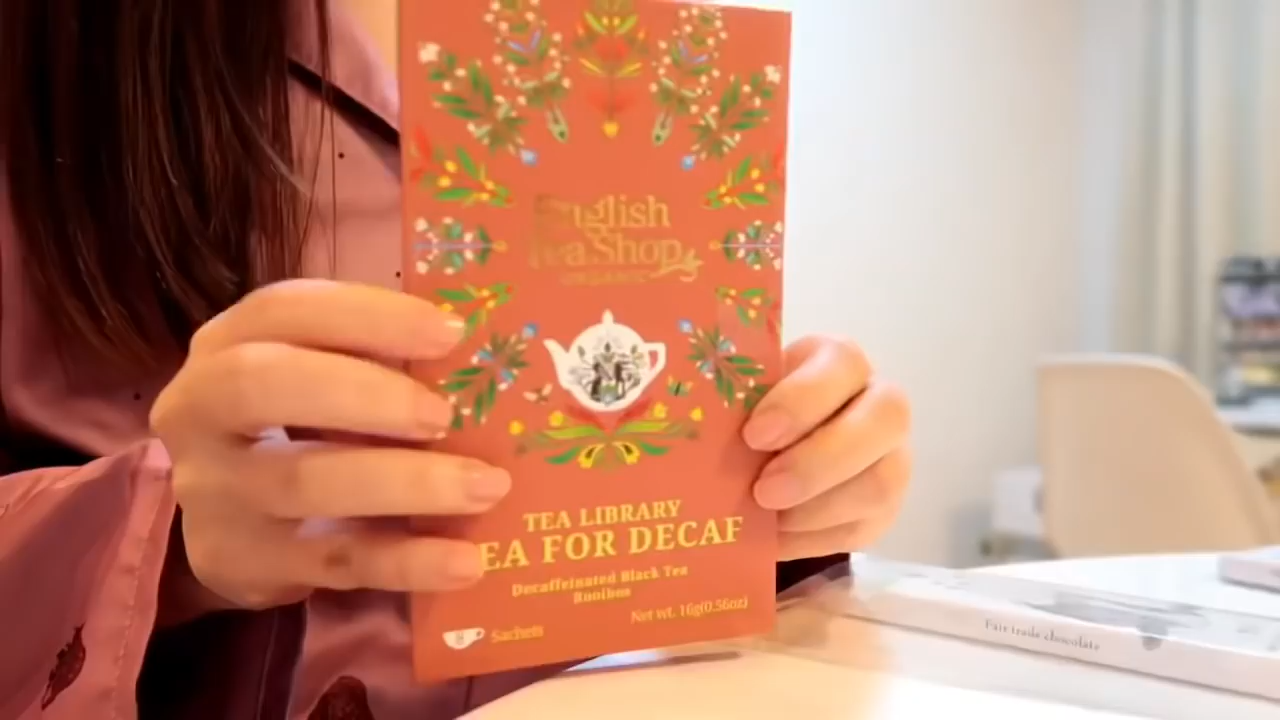 English
Tea Shop
ORGANIC
TEA LIBRARY
EA FOR DECAF
Decaffeinated Black Tea
Rooibos
Net wt. 16g(0.56oz)
Sachets
Fair trade chocolate